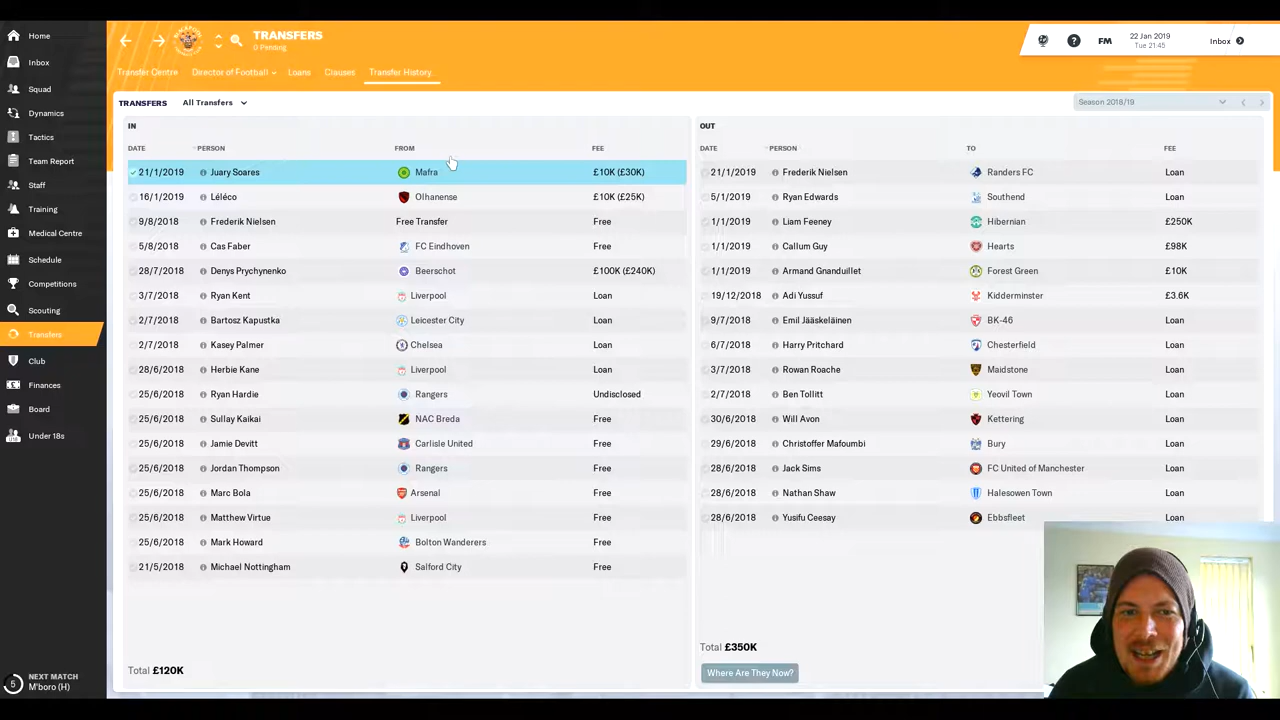 TRANSFERS
0 Pending
22 Jan 2019
Tue 21:45
FM
Inbox
Home
Inbox
Squad
Dynamics
Tactics
Team Report
Staff
Training
Medical Centre
Schedule
Competitions
Scouting
Transfers
Club
Finances
Board
Under 18s
NEXT MATCH
M'boro (H)
Transfer Centre Director of Football Loans Clauses Transfer History
TRANSFERS All Transfers Season 2018/19
IN
DATE PERSON FROM FEE
21/1/2019 Juary Soares Mafra £10K (£30K)
16/1/2019 Léléco Olhanense £10K (£25K)
9/8/2018 Frederik Nielsen Free Transfer Free
5/8/2018 Cas Faber FC Eindhoven Free
28/7/2018 Denys Prychynenko Beerschot £100K (£240K)
3/7/2018 Ryan Kent Liverpool Loan
2/7/2018 Bartosz Kapustka Leicester City Loan
2/7/2018 Kasey Palmer Chelsea Loan
28/6/2018 Herbie Kane Liverpool Loan
25/6/2018 Ryan Hardie Rangers Undisclosed
25/6/2018 Sullay Kaikai NAC Breda Free
25/6/2018 Jamie Devitt Carlisle United Free
25/6/2018 Jordan Thompson Rangers Free
25/6/2018 Marc Bola Arsenal Free
25/6/2018 Matthew Virtue Liverpool Free
25/6/2018 Mark Howard Bolton Wanderers Free
21/5/2018 Michael Nottingham Salford City Free
Total £120K
OUT
DATE PERSON TO FEE
21/1/2019 Frederik Nielsen Randers FC Loan
5/1/2019 Ryan Edwards Southend Loan
1/1/2019 Liam Feeney Hibernian £250K
1/1/2019 Callum Guy Hearts £98K
1/1/2019 Armand Gnanduillet Forest Green £10K
19/12/2018 Adi Yussuf Kidderminster £3.6K
9/7/2018 Emil Jääskeläinen BK-46 Loan
6/7/2018 Harry Pritchard Chesterfield Loan
3/7/2018 Rowan Roache Maidstone Loan
2/7/2018 Ben Tollitt Yeovil Town Loan
30/6/2018 Will Avon Kettering Loan
29/6/2018 Christoffer Mafoumbi Bury Loan
28/6/2018 Jack Sims FC United of Manchester Loan
28/6/2018 Nathan Shaw Halesowen Town Loan
28/6/2018 Yusifu Ceesay Ebbsfleet Loan
Total £350K
Where Are They Now?